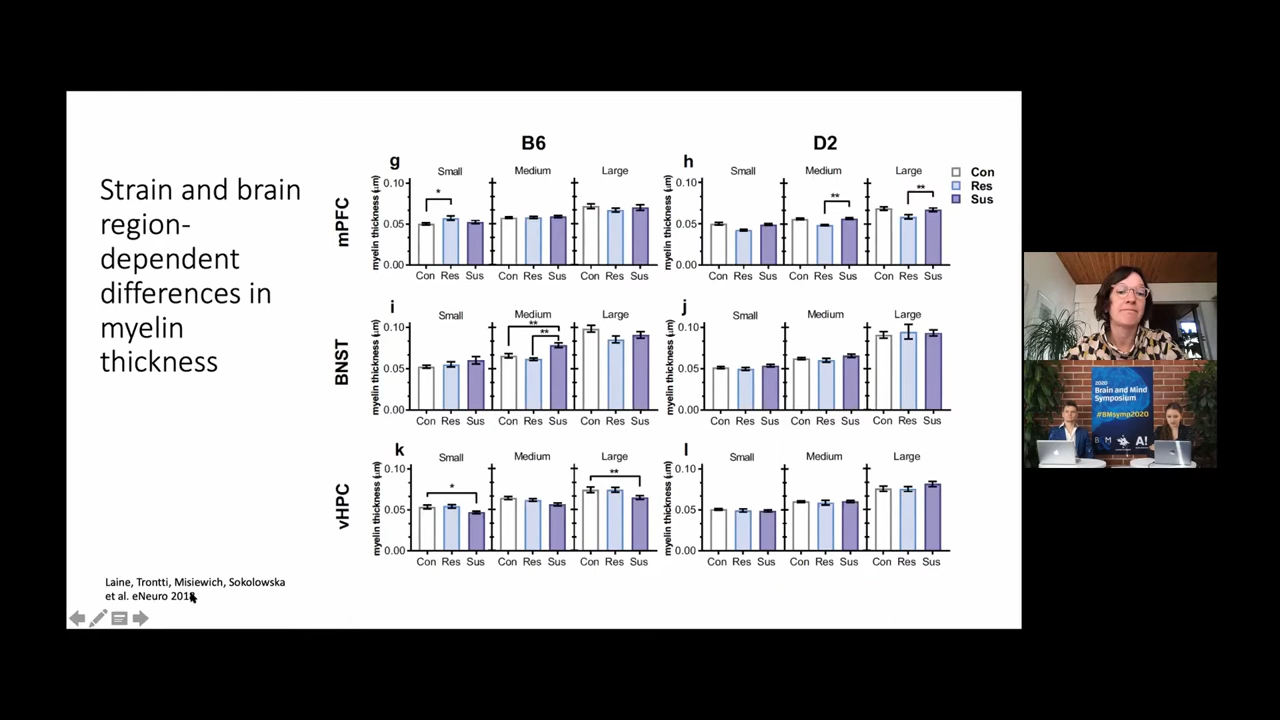 Strain and brain
region-
dependent
differences in
myelin
thickness
Laine, Trontti, Misiewich, Sokolowska
et al. eNeuro 2018
B6
D2
mPFC
BNST
vHPC
g
Small
Medium
Large
*
myelin thickness (µm)
0.10
0.05
0.00
Con Res Sus Con Res Sus Con Res Sus
h
Small
Medium
Large
**
**
myelin thickness (µm)
0.10
0.05
0.00
Con Res Sus Con Res Sus Con Res Sus
Con
Res
Sus
i
Small
Medium
Large
**
**
myelin thickness (µm)
0.10
0.05
0.00
Con Res Sus Con Res Sus Con Res Sus
j
Small
Medium
Large
myelin thickness (µm)
0.10
0.05
0.00
Con Res Sus Con Res Sus Con Res Sus
k
Small
Medium
Large
*
**
myelin thickness (µm)
0.10
0.05
0.00
Con Res Sus Con Res Sus Con Res Sus
l
Small
Medium
Large
myelin thickness (µm)
0.10
0.05
0.00
Con Res Sus Con Res Sus Con Res Sus
2020
Brain and Mind
Symposium
#BMsymp2020
B M A!